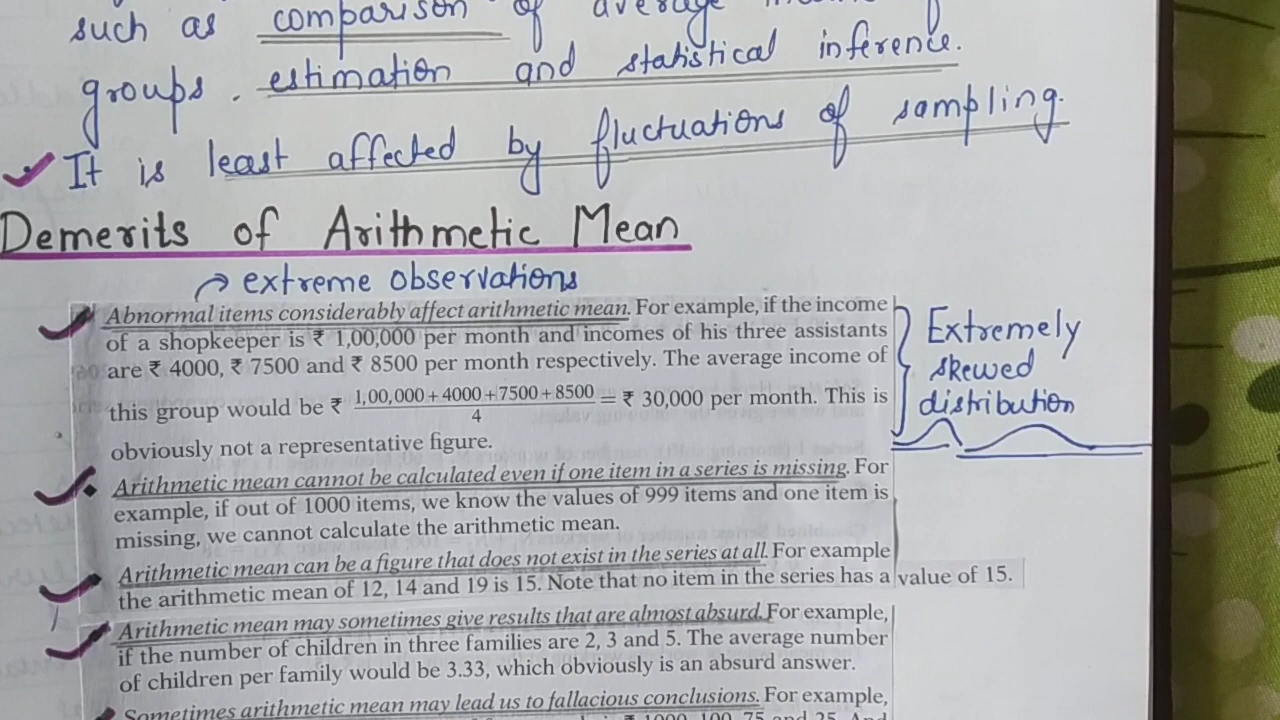 such as comparison of average
groups. estimation and statistical inference.
It is least affected by fluctuations of sampling.
Demerits of Arithmetic Mean
→ extreme observations
Abnormal items considerably affect arithmetic mean. For example, if the income
of a shopkeeper is ₹ 1,00,000 per month and incomes of his three assistants
are ₹ 4000, ₹ 7500 and ₹ 8500 per month respectively. The average income of
this group would be ₹ 1,00,000 + 4000 + 7500 + 8500 / 4 = ₹ 30,000 per month. This is
obviously not a representative figure.
Extremely
skewed
distribution
◆ Arithmetic mean cannot be calculated even if one item in a series is missing. For
example, if out of 1000 items, we know the values of 999 items and one item is
missing, we cannot calculate the arithmetic mean.
Arithmetic mean can be a figure that does not exist in the series at all. For example
the arithmetic mean of 12, 14 and 19 is 15. Note that no item in the series has a value of 15.
Arithmetic mean may sometimes give results that are almost absurd. For example,
if the number of children in three families are 2, 3 and 5. The average number
of children per family would be 3.33, which obviously is an absurd answer.
Sometimes arithmetic mean may lead us to fallacious conclusions. For example,
₹ 1000, 100, 75 and 25. And